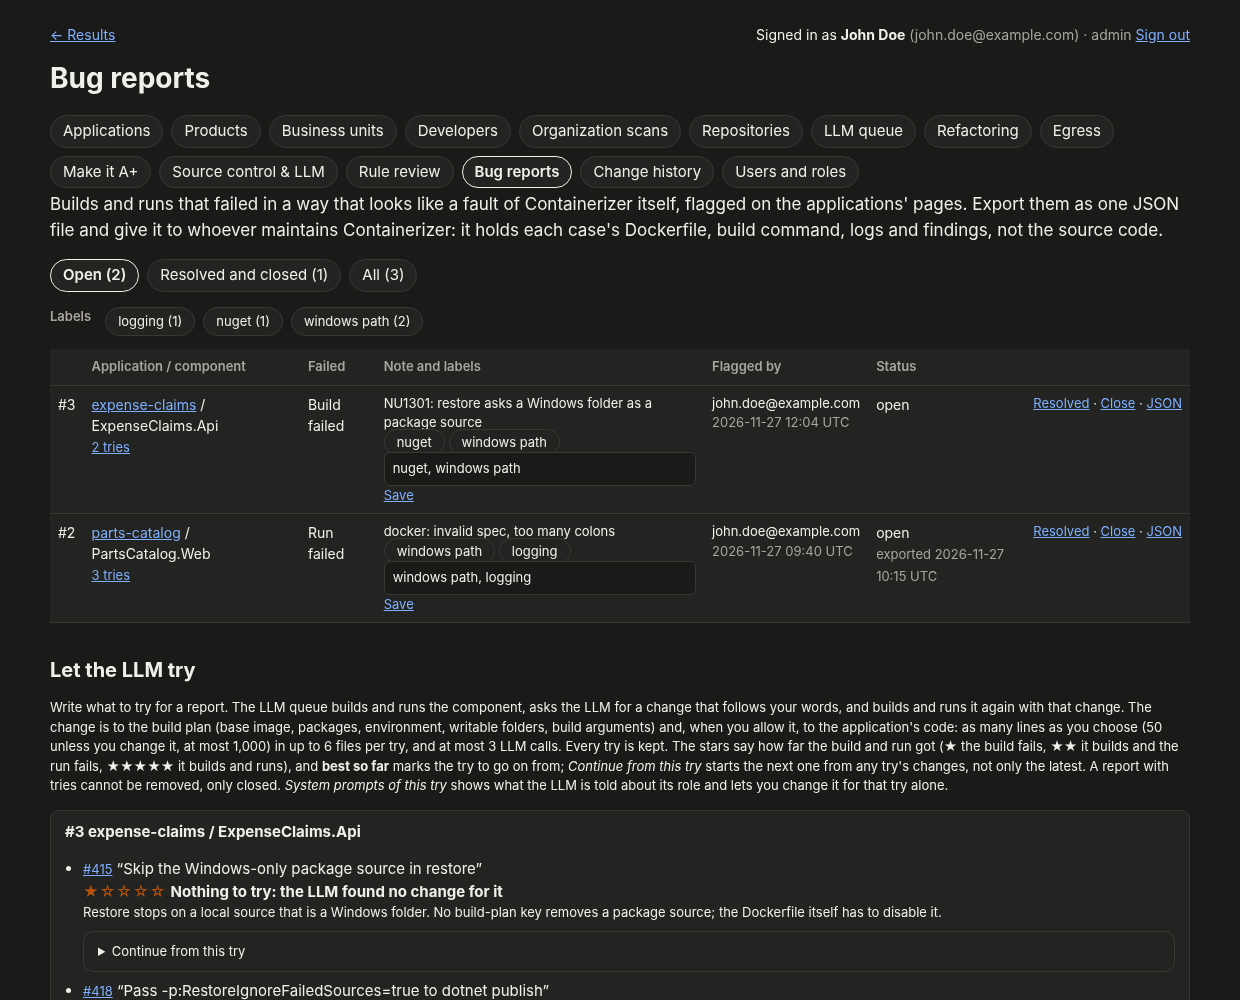 ← Results
Signed in as John Doe (john.doe@example.com) · admin Sign out
Bug reports
Applications Products Business units Developers Organization scans Repositories LLM queue Refactoring Egress
Make it A+ Source control & LLM Rule review Bug reports Change history Users and roles
Builds and runs that failed in a way that looks like a fault of Containerizer itself, flagged on the applications' pages. Export them as one JSON
file and give it to whoever maintains Containerizer: it holds each case's Dockerfile, build command, logs and findings, not the source code.
Open (2) Resolved and closed (1) All (3)
Labels logging (1) nuget (1) windows path (2)
Application / component Failed Note and labels Flagged by Status
#3 expense-claims / ExpenseClaims.Api
2 tries
Build failed
NU1301: restore asks a Windows folder as a
package source
nuget windows path
nuget, windows path
Save
john.doe@example.com
2026-11-27 12:04 UTC
open
Resolved · Close · JSON
#2 parts-catalog / PartsCatalog.Web
3 tries
Run failed
docker: invalid spec, too many colons
windows path logging
windows path, logging
Save
john.doe@example.com
2026-11-27 09:40 UTC
open
exported 2026-11-27
10:15 UTC
Resolved · Close · JSON
Let the LLM try
Write what to try for a report. The LLM queue builds and runs the component, asks the LLM for a change that follows your words, and builds and runs it again with that change. The
change is to the build plan (base image, packages, environment, writable folders, build arguments) and, when you allow it, to the application's code: as many lines as you choose (50
unless you change it, at most 1,000) in up to 6 files per try, and at most 3 LLM calls. Every try is kept. The stars say how far the build and run got (★ the build fails, ★★ it builds and the
run fails, ★★★★★ it builds and runs), and best so far marks the try to go on from; Continue from this try starts the next one from any try's changes, not only the latest. A report with
tries cannot be removed, only closed. System prompts of this try shows what the LLM is told about its role and lets you change it for that try alone.
#3 expense-claims / ExpenseClaims.Api
• #415 “Skip the Windows-only package source in restore”
★☆☆☆☆ Nothing to try: the LLM found no change for it
Restore stops on a local source that is a Windows folder. No build-plan key removes a package source; the Dockerfile itself has to disable it.
▶ Continue from this try
• #418 “Pass -p:RestoreIgnoreFailedSources=true to dotnet publish”